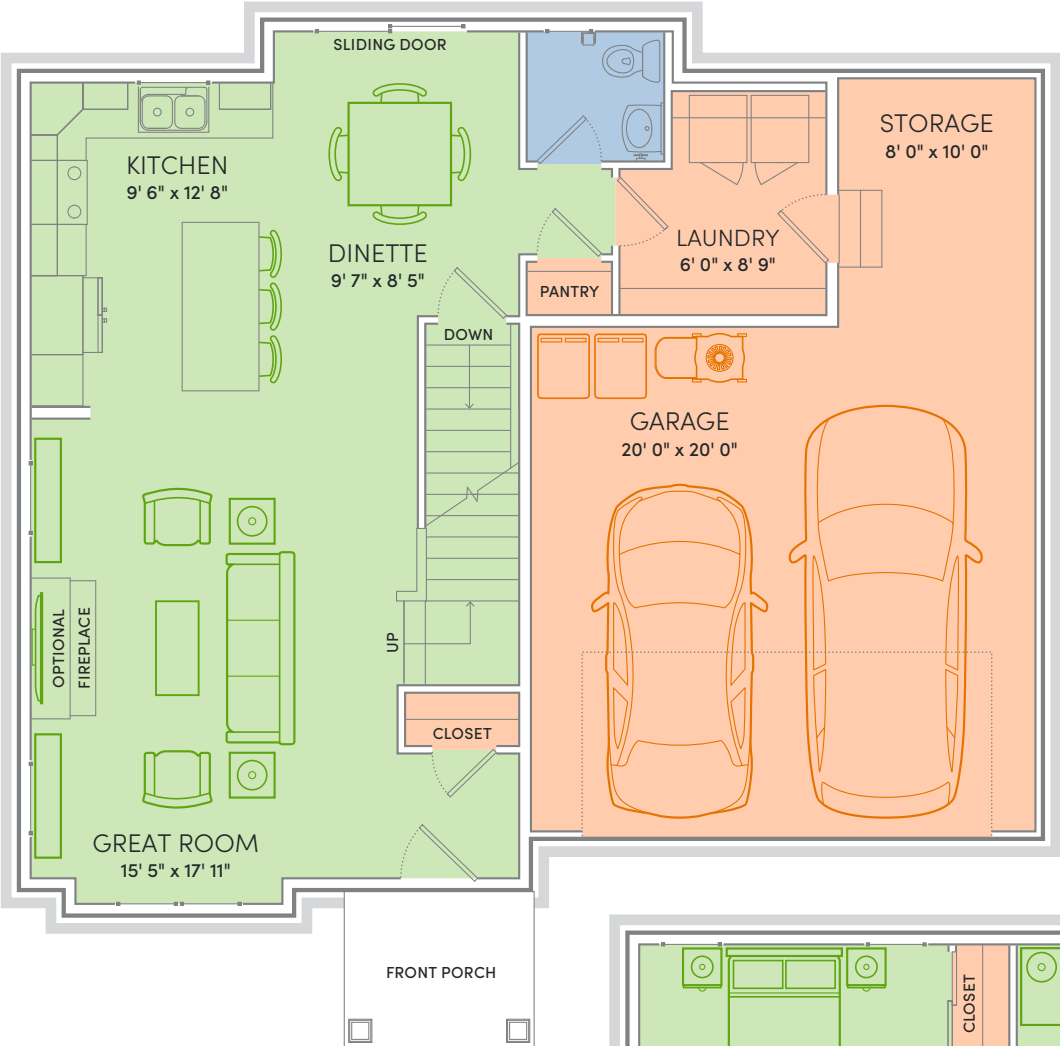 SLIDING DOOR
STORAGE
8' 0" x 10' 0"
KITCHEN
9' 6" x 12' 8"
DINETTE
9' 7" x 8' 5"
LAUNDRY
6' 0" x 8' 9"
PANTRY
DOWN
GARAGE
20' 0" x 20' 0"
OPTIONAL
FIREPLACE
UP
CLOSET
GREAT ROOM
15' 5" x 17' 11"
FRONT PORCH
CLOSET